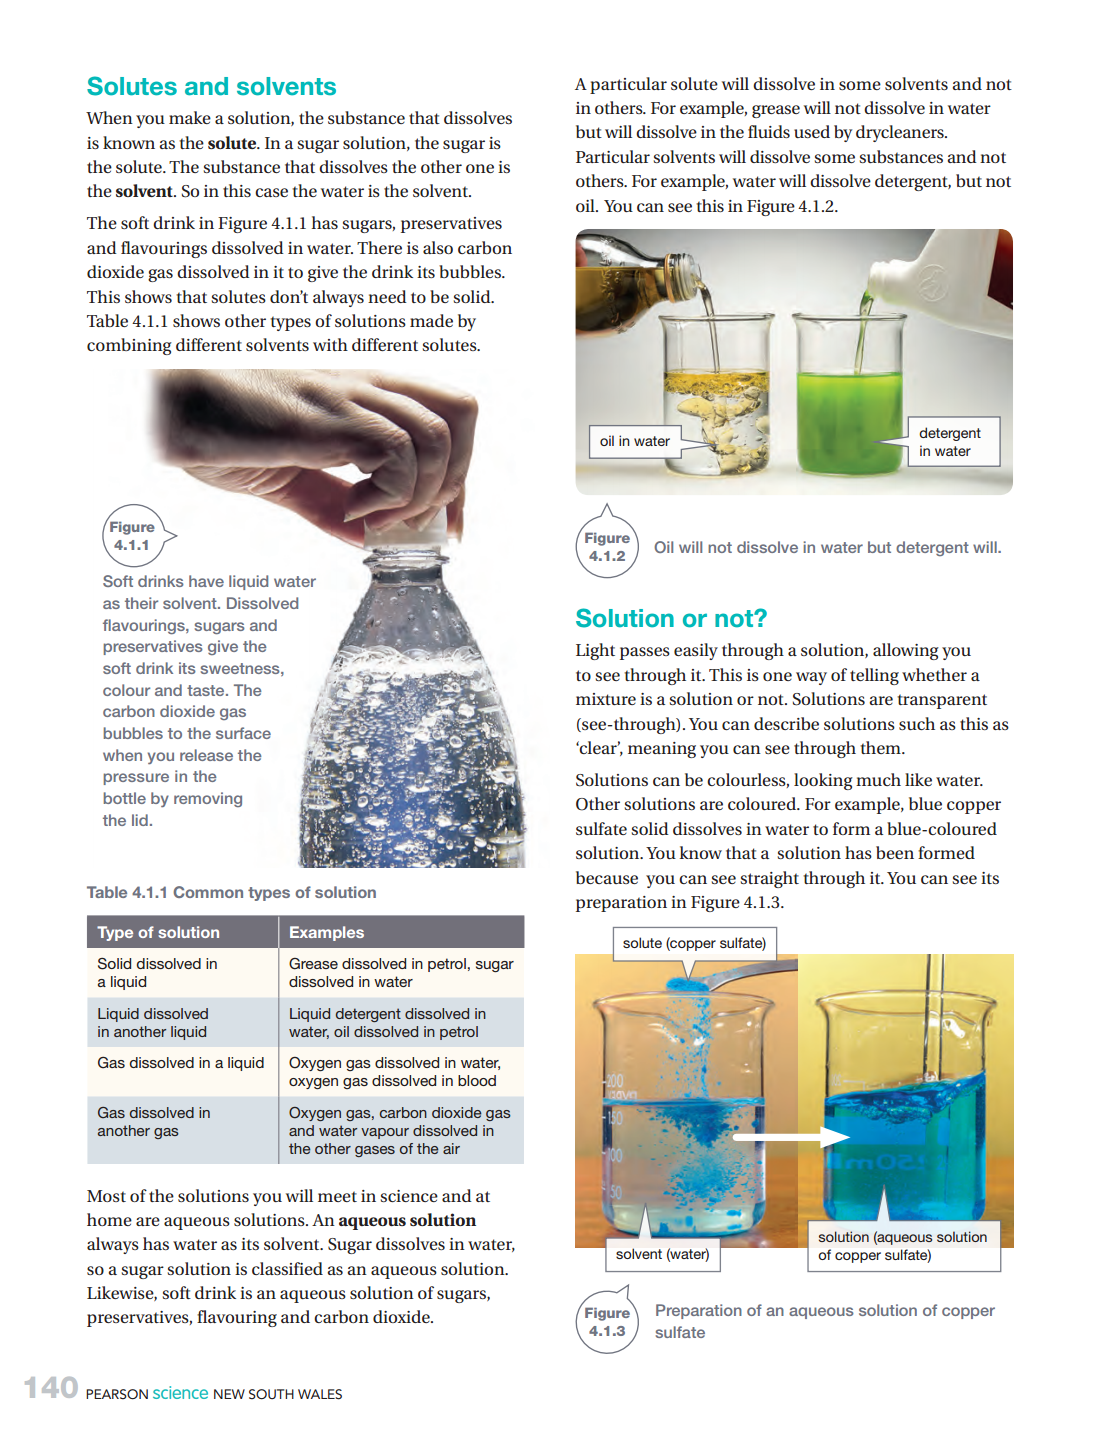 Solutes and solvents
When you make a solution, the substance that dissolves
is known as the solute. In a sugar solution, the sugar is
the solute. The substance that dissolves the other one is
the solvent. So in this case the water is the solvent.
The soft drink in Figure 4.1.1 has sugars, preservatives
and flavourings dissolved in water. There is also carbon
dioxide gas dissolved in it to give the drink its bubbles.
This shows that solutes don't always need to be solid.
Table 4.1.1 shows other types of solutions made by
combining different solvents with different solutes.
Figure
4.1.1
Soft drinks have liquid water
as their solvent. Dissolved
flavourings, sugars and
preservatives give the
soft drink its sweetness,
colour and taste. The
carbon dioxide gas
bubbles to the surface
when you release the
pressure in the
bottle by removing
the lid.
Table 4.1.1 Common types of solution
Type of solution Examples
Solid dissolved in
a liquid
Grease dissolved in petrol, sugar
dissolved in water
Liquid dissolved
in another liquid
Liquid detergent dissolved in
water, oil dissolved in petrol
Gas dissolved in a liquid
Oxygen gas dissolved in water,
oxygen gas dissolved in blood
Gas dissolved in
another gas
Oxygen gas, carbon dioxide gas
and water vapour dissolved in
the other gases of the air
Most of the solutions you will meet in science and at
home are aqueous solutions. An aqueous solution
always has water as its solvent. Sugar dissolves in water,
so a sugar solution is classified as an aqueous solution.
Likewise, soft drink is an aqueous solution of sugars,
preservatives, flavouring and carbon dioxide.
A particular solute will dissolve in some solvents and not
in others. For example, grease will not dissolve in water
but will dissolve in the fluids used by drycleaners.
Particular solvents will dissolve some substances and not
others. For example, water will dissolve detergent, but not
oil. You can see this in Figure 4.1.2.
oil in water
detergent
in water
Figure
4.1.2
Oil will not dissolve in water but detergent will.
Solution or not?
Light passes easily through a solution, allowing you
to see through it. This is one way of telling whether a
mixture is a solution or not. Solutions are transparent
(see-through). You can describe solutions such as this as
‘clear’, meaning you can see through them.
Solutions can be colourless, looking much like water.
Other solutions are coloured. For example, blue copper
sulfate solid dissolves in water to form a blue-coloured
solution. You know that a solution has been formed
because you can see straight through it. You can see its
preparation in Figure 4.1.3.
solute (copper sulfate)
200
150
100
50
solvent (water)
solution (aqueous solution
of copper sulfate)
Figure
4.1.3
Preparation of an aqueous solution of copper
sulfate
140 PEARSON science NEW SOUTH WALES